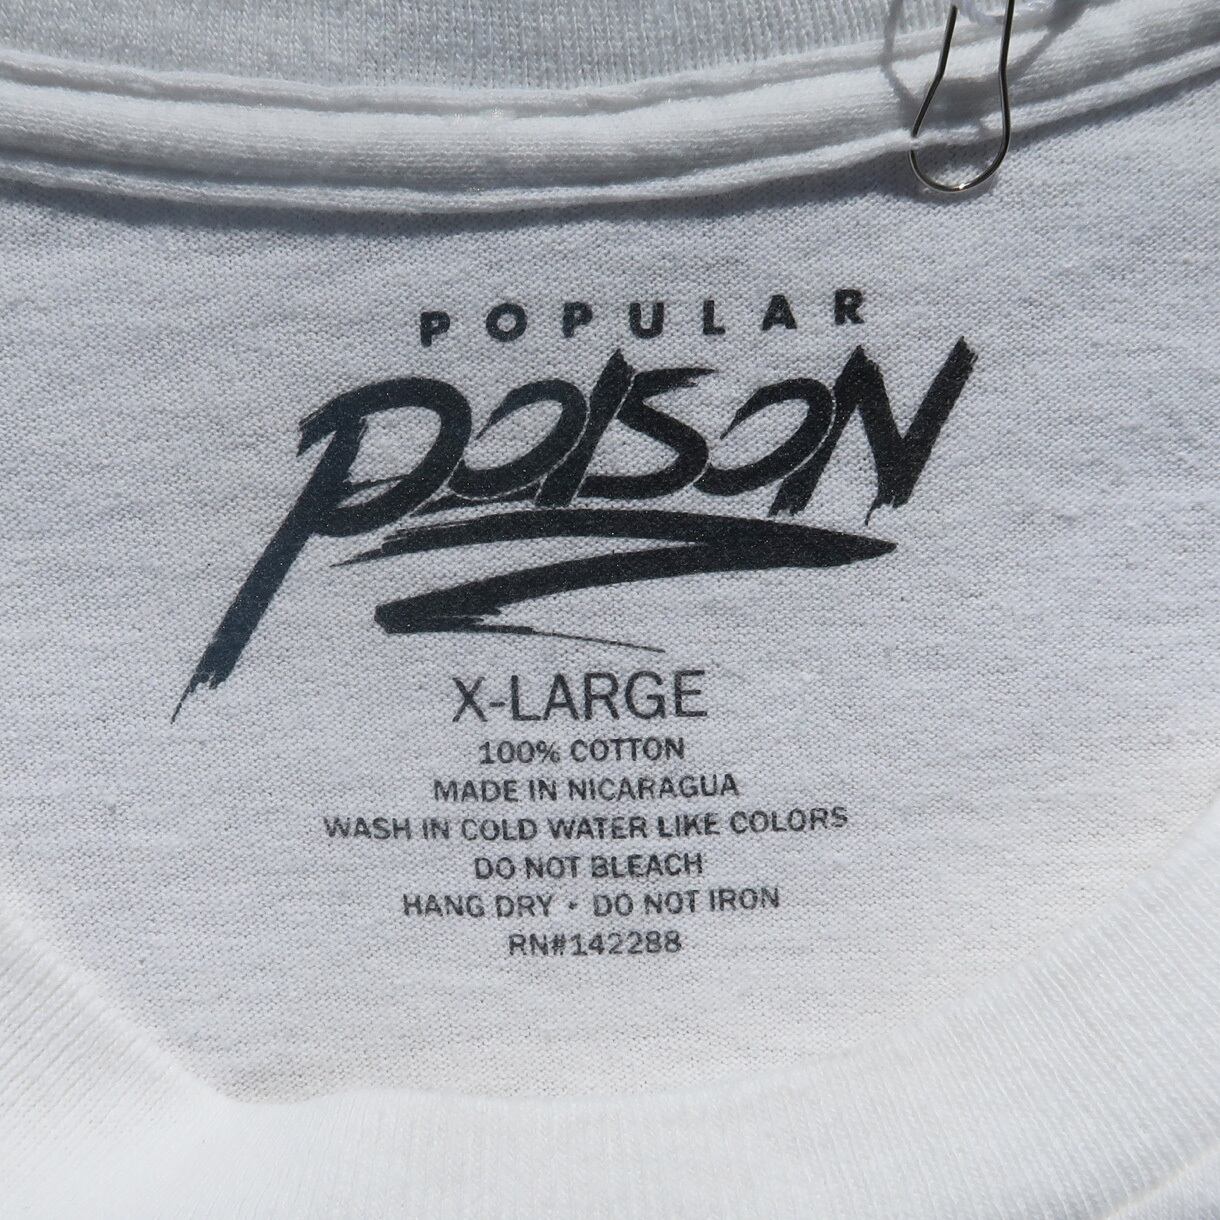 POPULAR
POISON
X-LARGE
100% COTTON
MADE IN NICARAGUA
WASH IN COLD WATER LIKE COLORS
DO NOT BLEACH
HANG DRY • DO NOT IRON
RN#142288